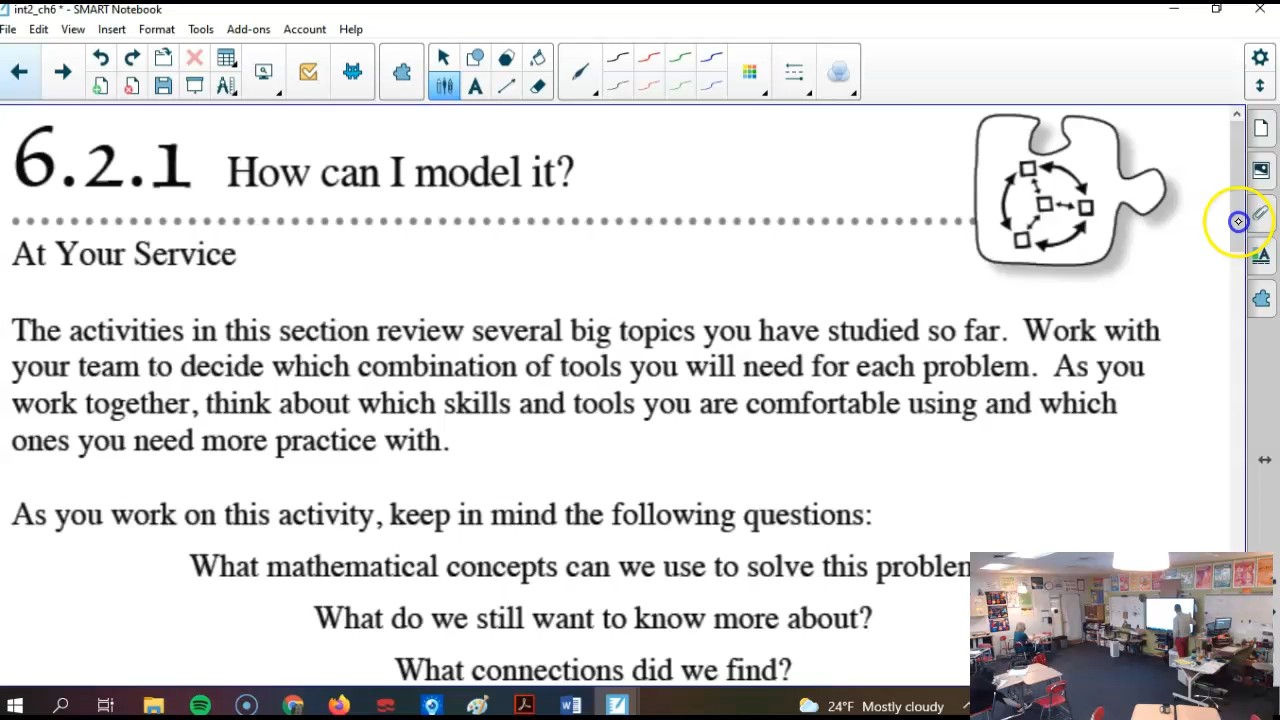 int2_ch6 * - SMART Notebook
File Edit View Insert Format Tools Add-ons Account Help
6.2.1 How can I model it?
At Your Service
The activities in this section review several big topics you have studied so far. Work with
your team to decide which combination of tools you will need for each problem. As you
work together, think about which skills and tools you are comfortable using and which
ones you need more practice with.
As you work on this activity, keep in mind the following questions:
What mathematical concepts can we use to solve this problem
What do we still want to know more about?
What connections did we find?
24°F Mostly cloudy